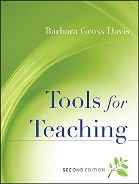 Barbara Gross Davis
Tools for
Teaching
SECOND EDITION